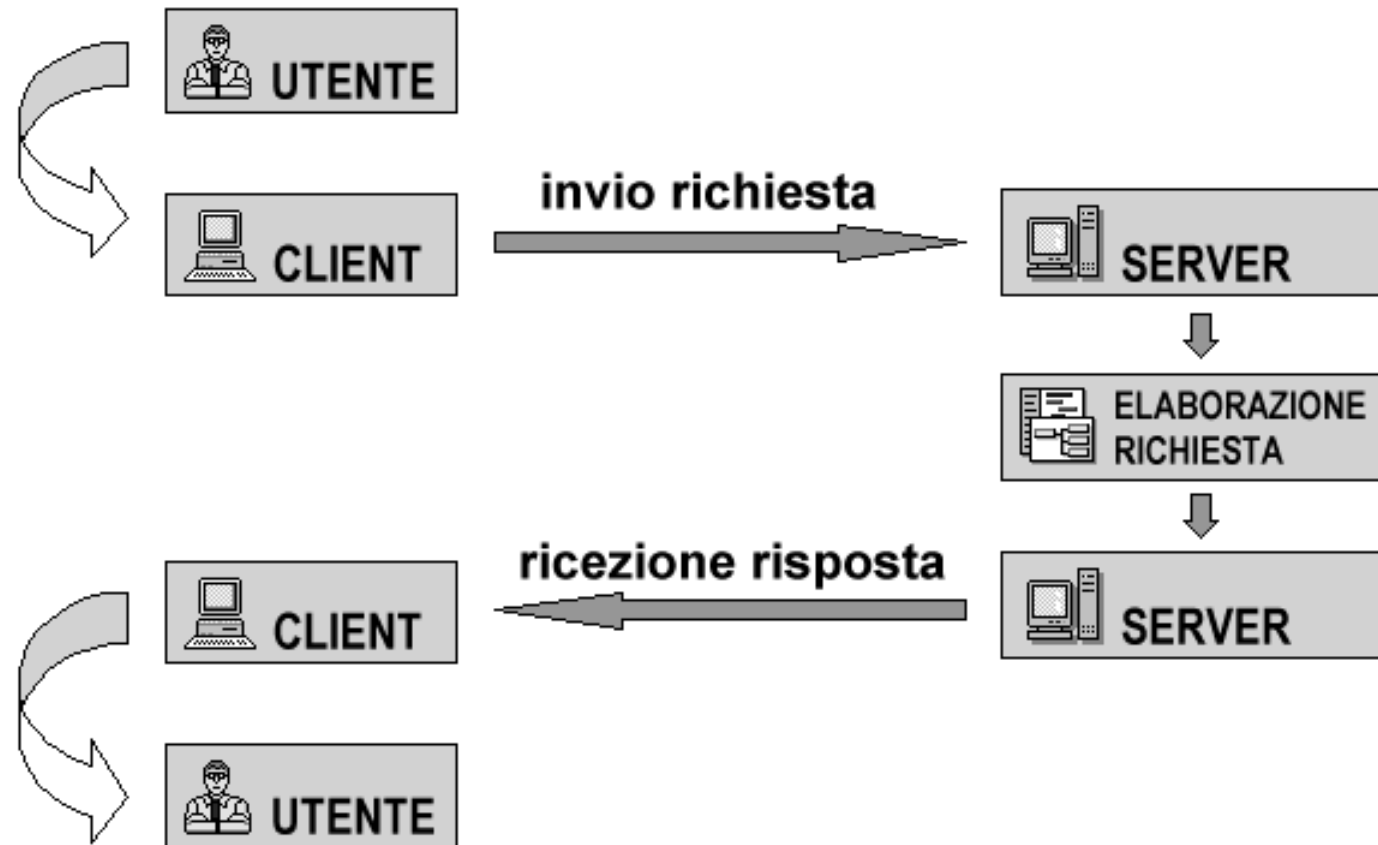 UTENTE
invio richiesta
CLIENT
SERVER
ELABORAZIONE
RICHIESTA
ricezione risposta
CLIENT
SERVER
UTENTE